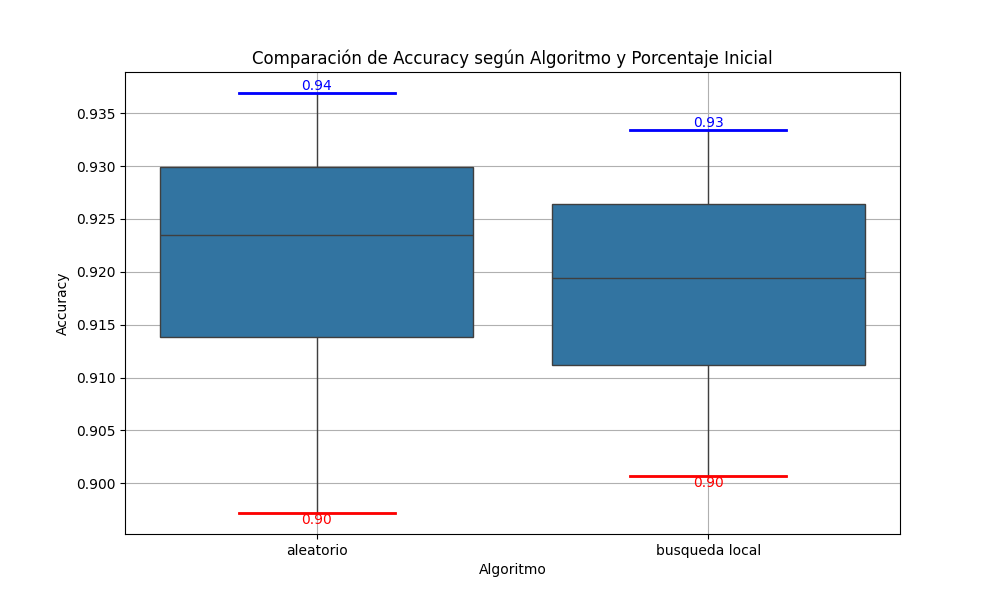 Comparación de Accuracy según Algoritmo y Porcentaje Inicial
0.94
0.93
0.935
0.930
0.925
0.920
0.915
0.910
0.905
0.900
0.90
0.90
Accuracy
aleatorio
busqueda local
Algoritmo